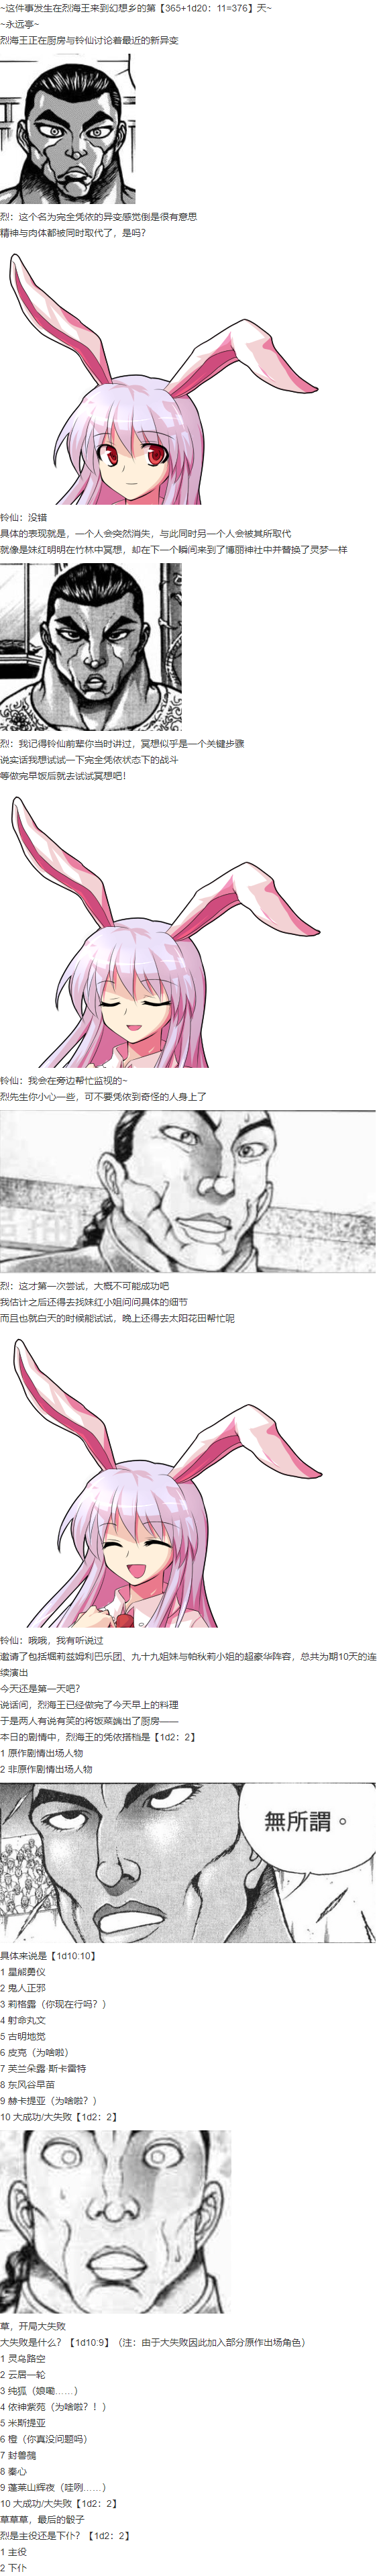 ~这件事发生在烈海王来到幻想乡的第【365+1d20：11=376】天~
~永远亭~
烈海王正在厨房与铃仙讨论着最近的新异变
烈：这个名为完全凭依的异变感觉倒是很有意思
精神与肉体都被同时取代了，是吗？
铃仙：没错
具体的表现就是，一个人会突然消失，与此同时另一个人会被其所取代
就像是妹红明明在竹林中冥想，却在下一个瞬间来到了博丽神社中并替换了灵梦一样
烈：我记得铃仙前辈你当时讲过，冥想似乎是一个关键步骤
说实话我想试试一下完全凭依状态下的战斗
等做完早饭后就去试试冥想吧！
铃仙：我会在旁边帮忙监视的~
烈先生你小心一些，可不要凭依到奇怪的人身上了
烈：这才第一次尝试，大概不可能成功吧
我估计之后还得去找妹红小姐问问具体的细节
而且也就白天的时候能试试，晚上还得去太阳花田帮忙呢
铃仙：哦哦，我有听说过
邀请了包括堀莉兹姆利巴乐团、九十九姐妹与帕秋莉小姐的超豪华阵容，总共为期10天的连
续演出
今天还是第一天吧？
说话间，烈海王已经做完了今天早上的料理
于是两人有说有笑的将饭菜端出了厨房——
本日的剧情中，烈海王的凭依搭档是【1d2：2】
1 原作剧情出场人物
2 非原作剧情出场人物
無所謂。
具体来说是【1d10:10】
1 星熊勇仪
2 鬼人正邪
3 莉格露（你现在行吗？）
4 射命丸文
5 古明地觉
6 皮克（为啥啦）
7 芙兰朵露·斯卡雷特
8 东风谷早苗
9 赫卡提亚（为啥啦？）
10 大成功/大失败【1d2：2】
草，开局大失败
大失败是什么？【1d10:9】（注：由于大失败因此加入部分原作出场角色）
1 灵乌路空
2 云居一轮
3 纯狐（娘嘞……）
4 依神紫苑（为啥啦？！）
5 米斯提亚
6 橙（你真没问题吗）
7 封兽鵺
8 秦心
9 蓬莱山辉夜（哇咧……）
10 大成功/大失败【1d2：2】
草草草，最后的骰子
烈是主役还是下仆？【1d2：2】
1 主役
2 下仆